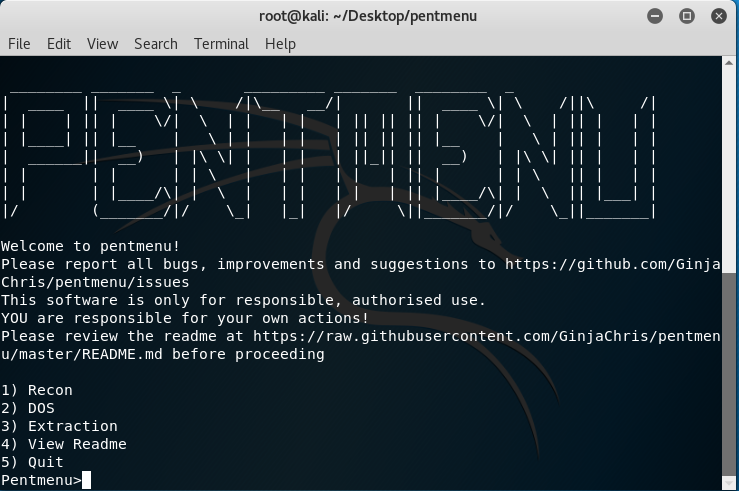 root@kali: ~/Desktop/pentmenu
File Edit View Search Terminal Help
PENTMENU
Welcome to pentmenu!
Please report all bugs, improvements and suggestions to https://github.com/Ginja
Chris/pentmenu/issues
This software is only for responsible, authorised use.
YOU are responsible for your own actions!
Please review the readme at https://raw.githubusercontent.com/GinjaChris/pentmen
u/master/README.md before proceeding
1) Recon
2) DOS
3) Extraction
4) View Readme
5) Quit
Pentmenu>